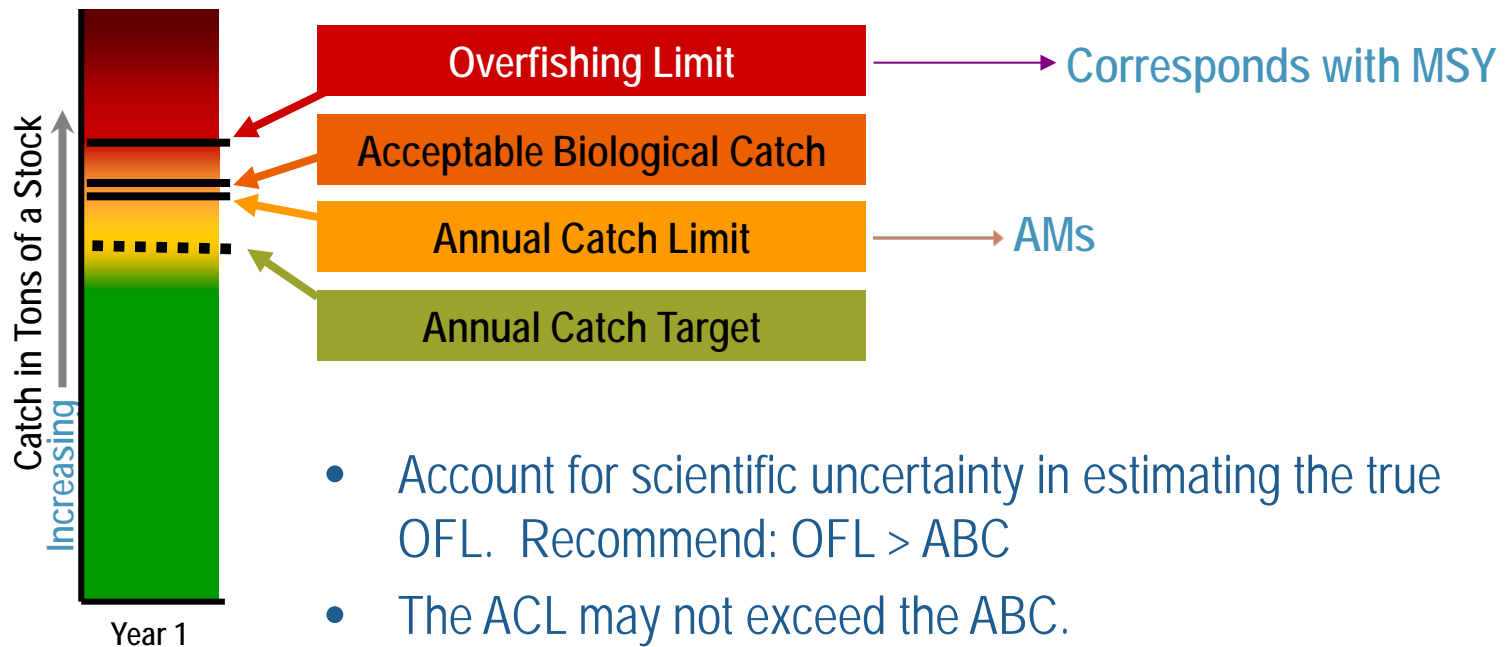 Overfishing Limit
Corresponds with MSY
Acceptable Biological Catch
Annual Catch Limit
AMs
Annual Catch Target
Catch in Tons of a Stock
Increasing
Year 1
• Account for scientific uncertainty in estimating the true
OFL. Recommend: OFL > ABC
• The ACL may not exceed the ABC.